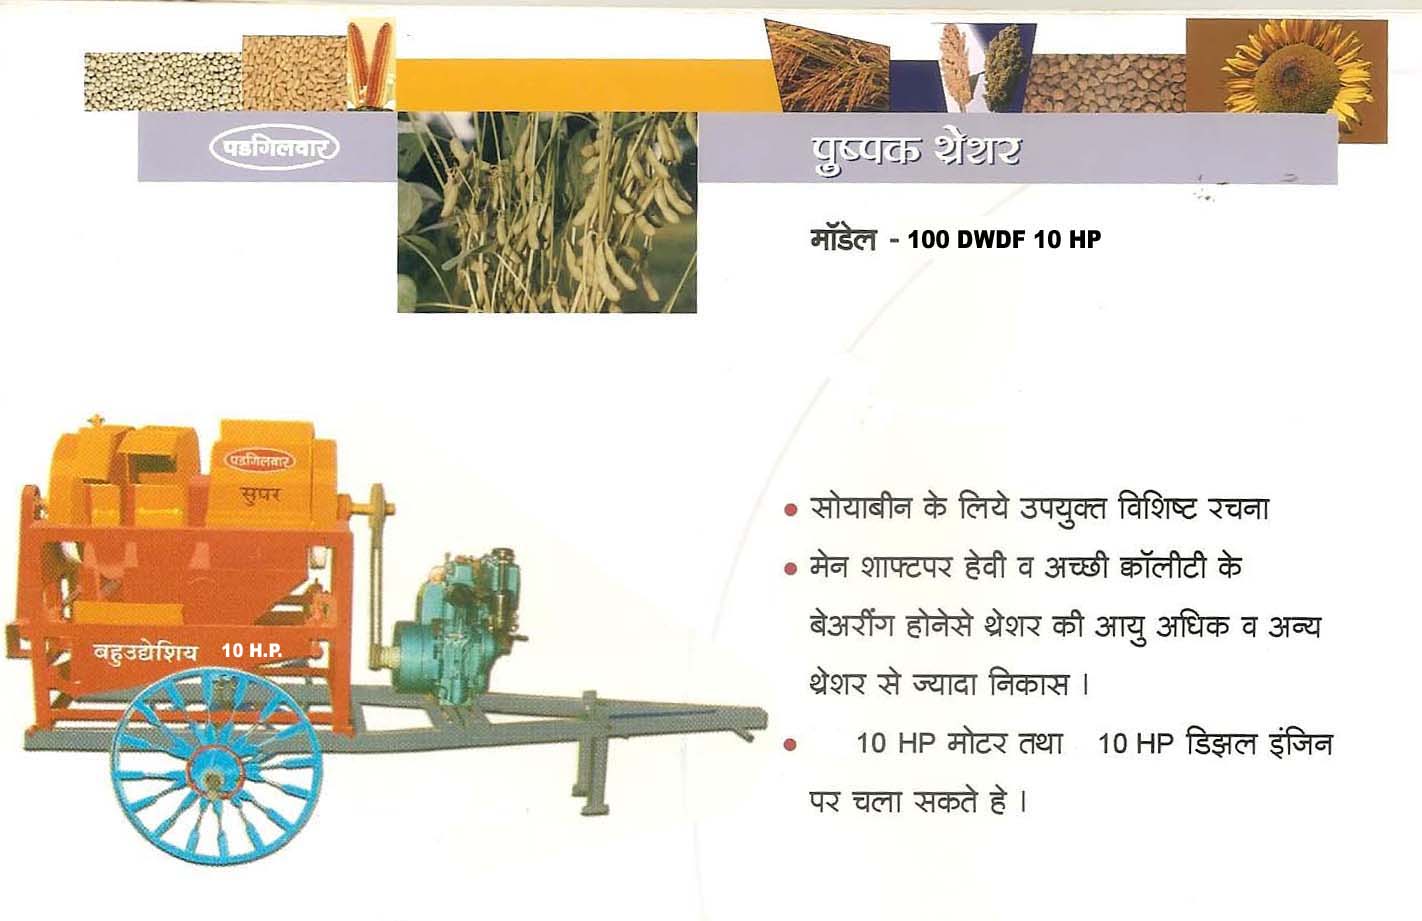 पडगिलवार
पुष्पक थ्रेशर
मॉडेल - 100 DWDF 10 HP
पडगिलवार
सुपर
बहुउद्येशिय 10 H.P.
• सोयाबीन के लिये उपयुक्त विशिष्ट रचना
• मेन शाफ्टपर हेवी व अच्छी क्वॉलीटी के
बेअरींग होनेसे थ्रेशर की आयु अधिक व अन्य
थ्रेशर से ज्यादा निकास ।
• 10 HP मोटर तथा 10 HP डिझल इंजिन
पर चला सकते हे ।